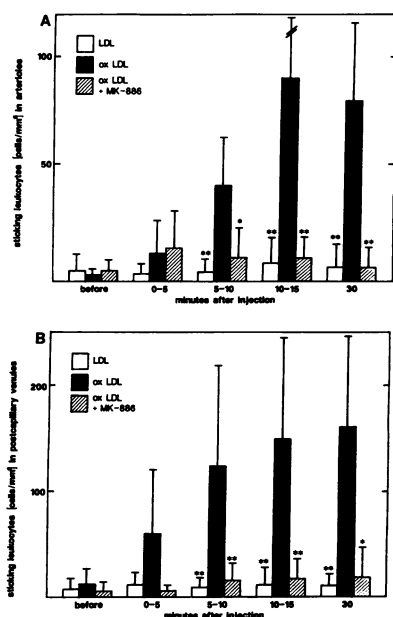 A
LDL
ox LDL
ox LDL
+ MK-886
sticking leukocytes [cells/mm²] in arterioles
100
50
** * ** ** ** **
before 0-5 5-10 10-15 30
minutes after injection
B
LDL
ox LDL
ox LDL
+ MK-886
sticking leukocytes [cells/mm²] in postcapillary venules
200
100
** ** ** ** ** *
before 0-5 5-10 10-15 30
minutes after injection